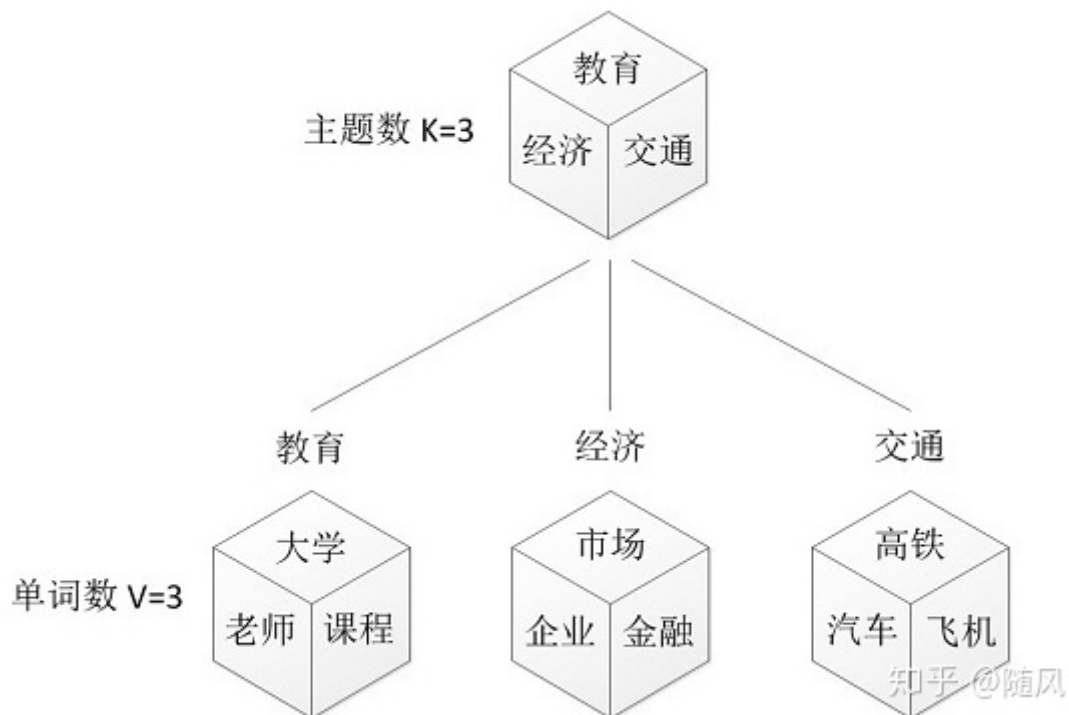 教育
主题数 K=3
经济 交通
教育 经济 交通
大学 市场 高铁
单词数 V=3
老师 课程 企业 金融 汽车 飞机
知乎 @随风